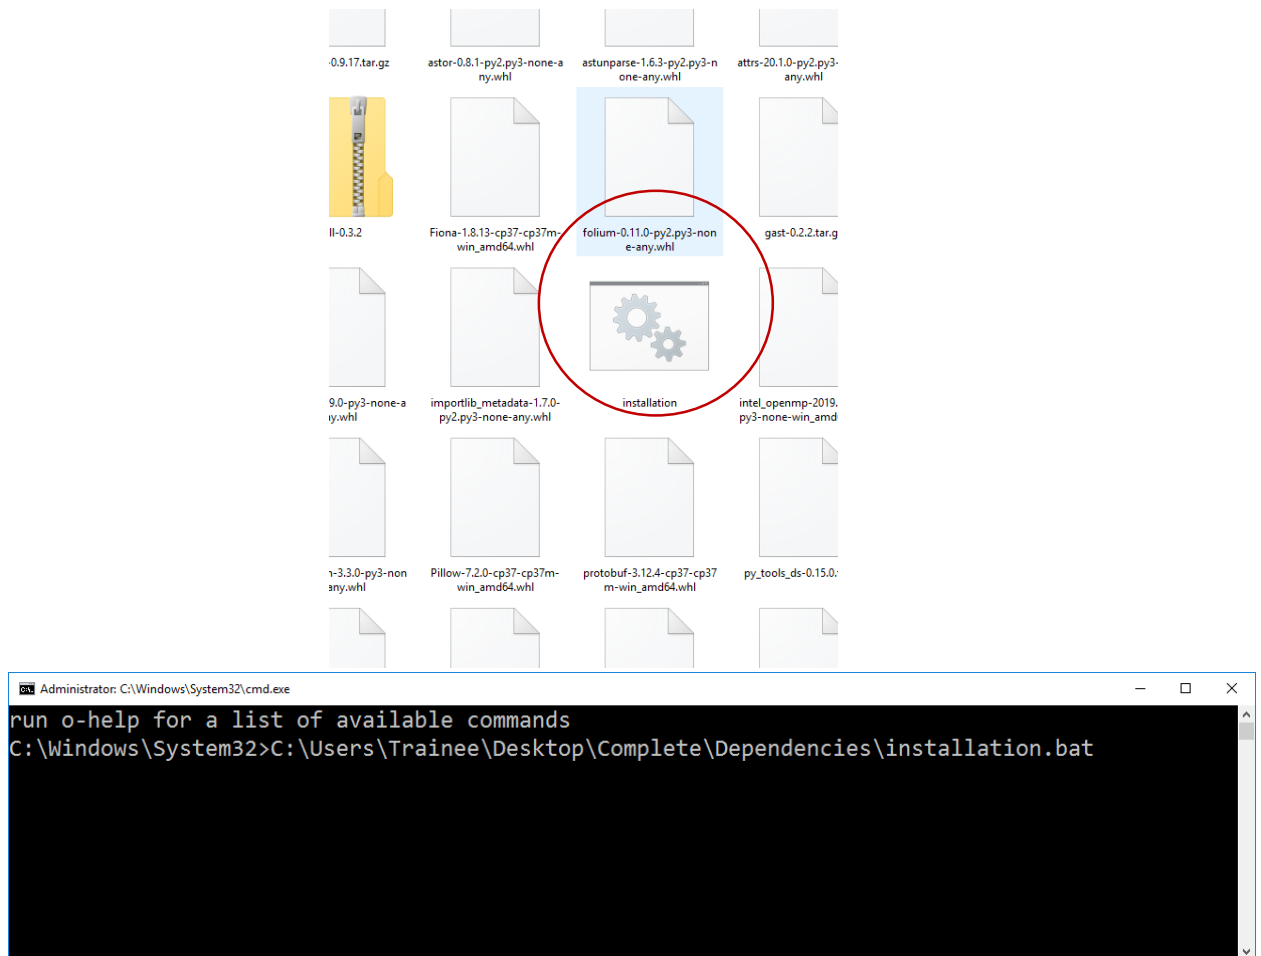 -0.9.17.tar.gz
astor-0.8.1-py2.py3-none-a
ny.whl
astunparse-1.6.3-py2.py3-n
one-any.whl
attrs-20.1.0-py2.py3-
any.whl
ll-0.3.2
Fiona-1.8.13-cp37-cp37m-
win_amd64.whl
folium-0.11.0-py2.py3-non
e-any.whl
gast-0.2.2.tar.g
9.0-py3-none-a
ny.whl
importlib_metadata-1.7.0-
py2.py3-none-any.whl
installation
intel_openmp-2019.
py3-none-win_amd
n-3.3.0-py3-non
any.whl
Pillow-7.2.0-cp37-cp37m-
win_amd64.whl
protobuf-3.12.4-cp37-cp37
m-win_amd64.whl
py_tools_ds-0.15.0.
Administrator: C:\Windows\System32\cmd.exe
run o-help for a list of available commands
C:\Windows\System32>C:\Users\Trainee\Desktop\Complete\Dependencies\installation.bat